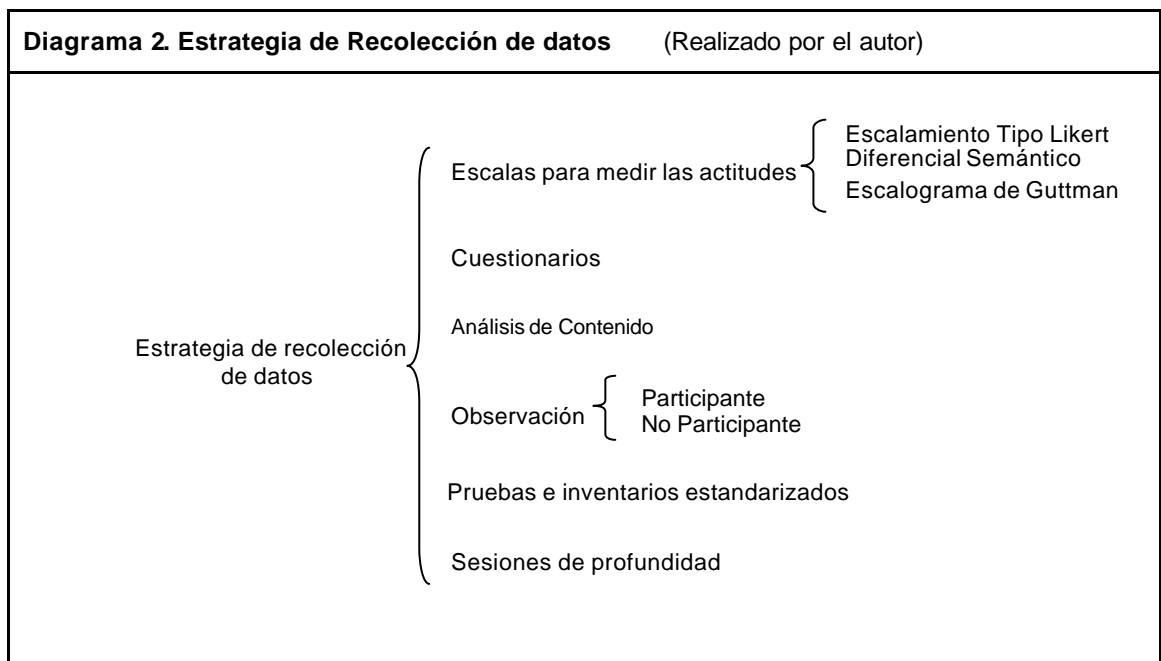 Diagrama 2. Estrategia de Recolección de datos (Realizado por el autor)
Escalamiento Tipo Likert
Diferencial Semántico
Escalas para medir las actitudes
Escalograma de Guttman
Cuestionarios
Análisis de Contenido
Estrategia de recolección
de datos
Participante
Observación
No Participante
Pruebas e inventarios estandarizados
Sesiones de profundidad